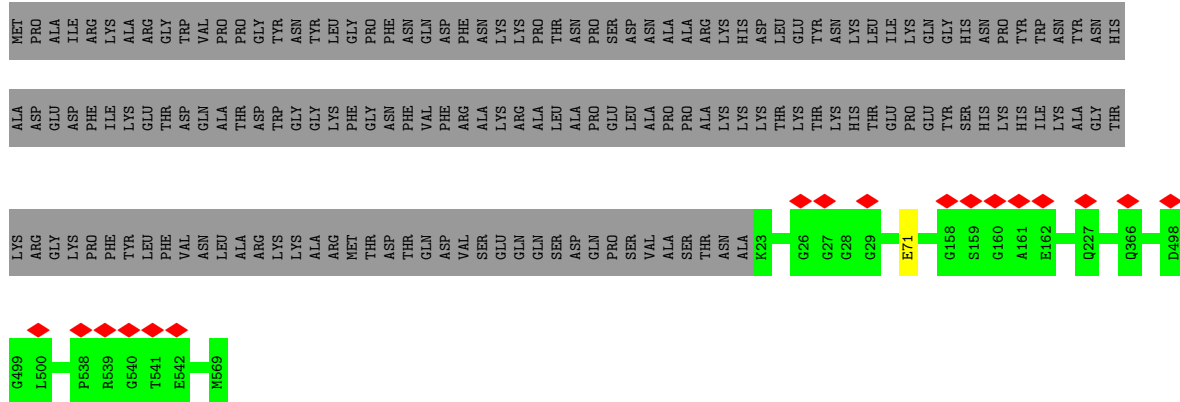 MET PRO ALA ILE ARG LYS ALA ARG GLY TRP VAL PRO PRO GLY TYR ASN TYR LEU GLY PRO PHE ASN GLN ASP PHE ASN LYS LYS PRO THR ASN PRO SER ASP ASN ALA ALA ARG LYS HIS ASP LEU GLU TYR ASN LYS LEU ILE LYS GLN GLY HIS ASN PRO TYR TRP ASN TYR ASN HIS
ALA ASP GLU ASP PHE ILE LYS GLU THR ASP GLN ALA THR ASP TRP GLY GLY LYS PHE GLY ASN PHE VAL PHE ARG ALA LYS ARG ALA LEU ALA PRO GLU LEU ALA PRO PRO ALA LYS LYS LYS THR LYS THR LYS HIS THR GLU PRO GLU TYR SER HIS LYS HIS ILE LYS ALA GLY THR
LYS ARG GLY LYS PRO PHE TYR LEU PHE VAL ASN LEU ALA ARG LYS LYS ALA ARG MET THR ASP THR GLN ASP VAL SER GLU GLN GLN SER ASP GLN PRO SER VAL ALA SER THR ASN ALA K23 G26 G27 G28 G29 E71 G158 S159 G160 A161 E162 Q227 Q366 D498
G499 L500 P538 R539 G540 T541 E542 M569